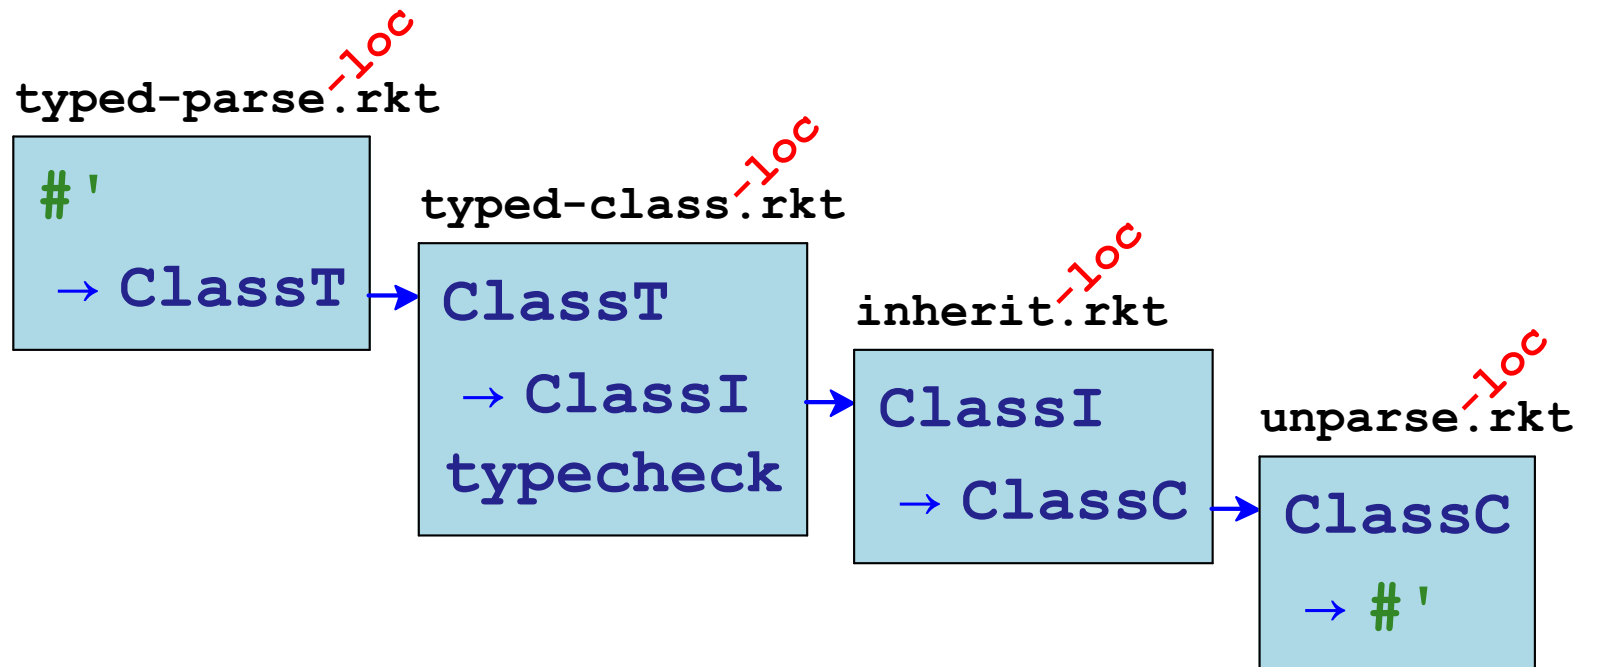 typed-parse-loc.rkt
#'
→ ClassT
typed-class-loc.rkt
ClassT
→ ClassI
typecheck
inherit-loc.rkt
ClassI
→ ClassC
unparse-loc.rkt
ClassC
→ #'